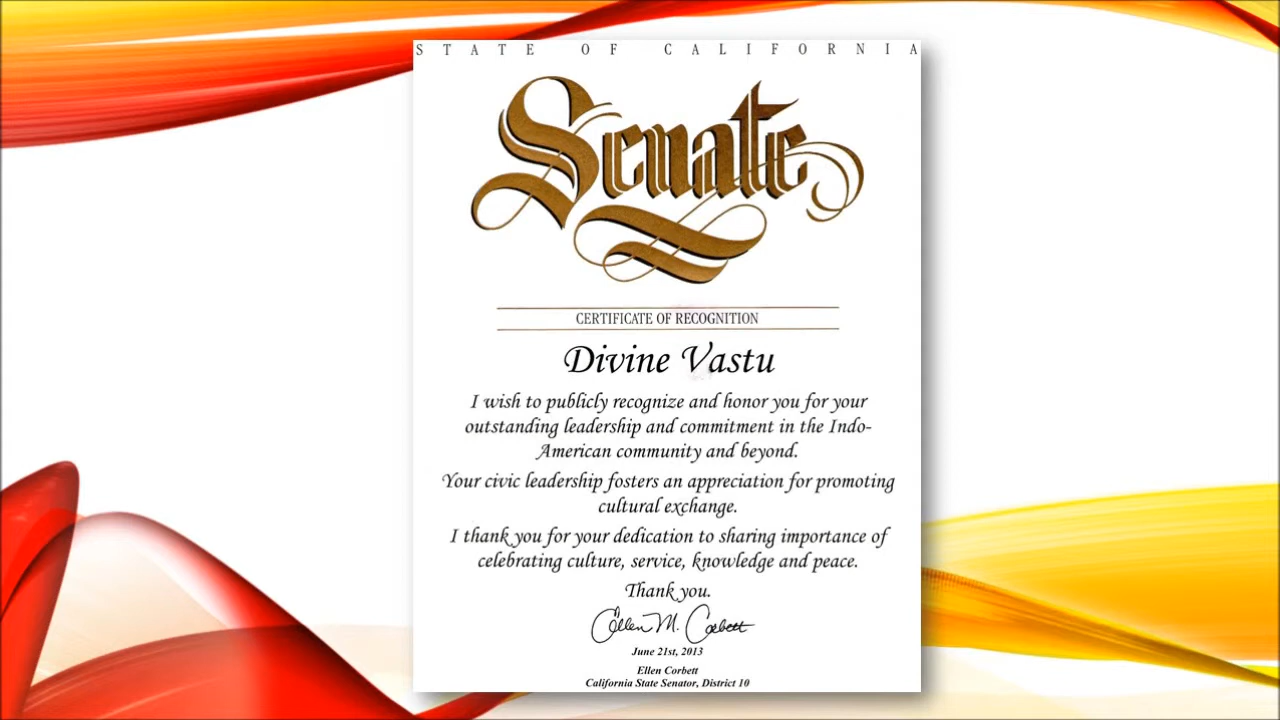 STATE OF CALIFORNIA
Senate
CERTIFICATE OF RECOGNITION
Divine Vastu
I wish to publicly recognize and honor you for your
outstanding leadership and commitment in the Indo-
American community and beyond.
Your civic leadership fosters an appreciation for promoting
cultural exchange.
I thank you for your dedication to sharing importance of
celebrating culture, service, knowledge and peace.
Thank you.
Ellen M. Corbett
June 21st, 2013
Ellen Corbett
California State Senator, District 10